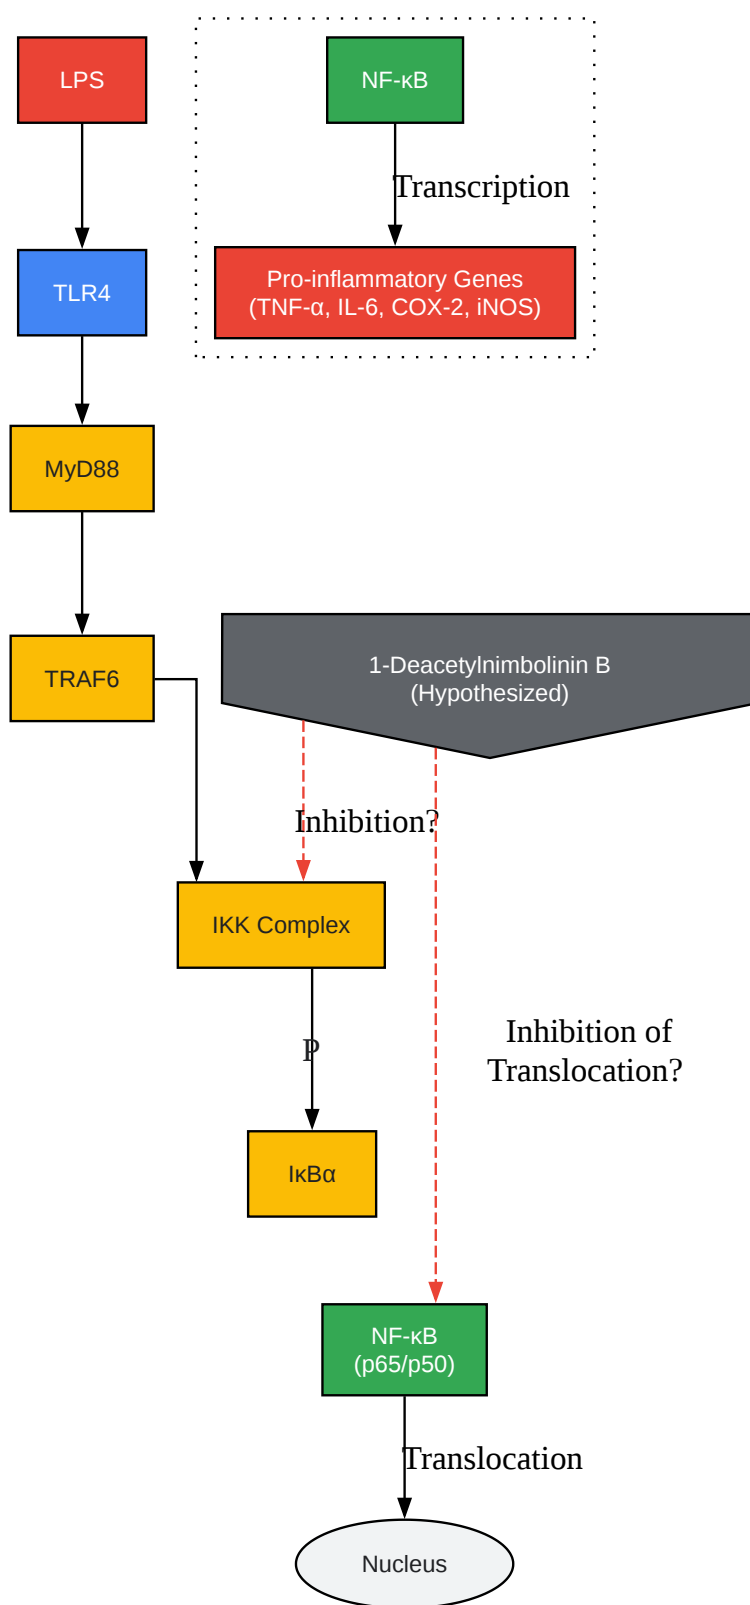 LPS
NF-κB
Transcription
TLR4
Pro-inflammatory Genes
(TNF-α, IL-6, COX-2, iNOS)
MyD88
TRAF6
1-Deacetylnimbolinin B
(Hypothesized)
Inhibition?
IKK Complex
Inhibition of
Translocation?
P
IκBα
NF-κB
(p65/p50)
Translocation
Nucleus